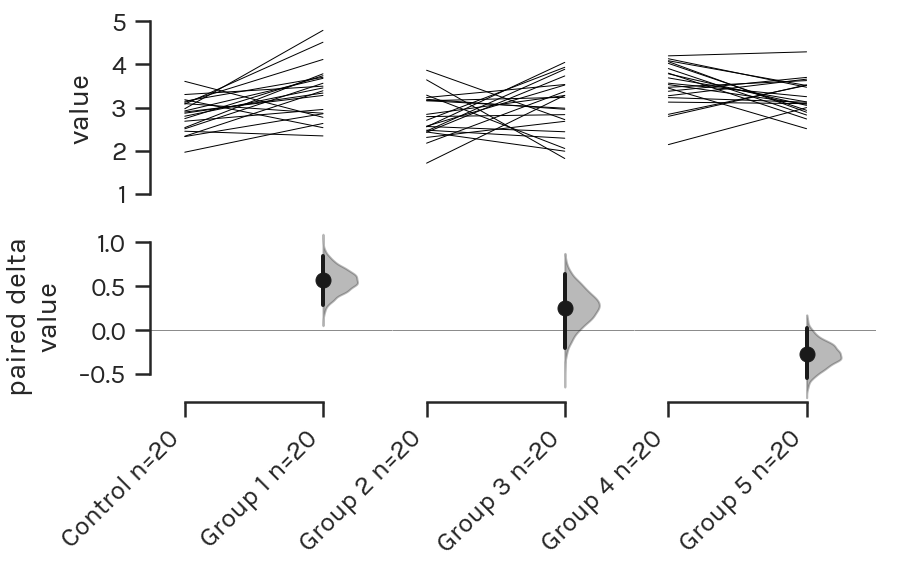 5
4
3
2
1
value
1.0
0.5
0.0
-0.5
paired delta
value
Control n=20
Group 1 n=20
Group 2 n=20
Group 3 n=20
Group 4 n=20
Group 5 n=20